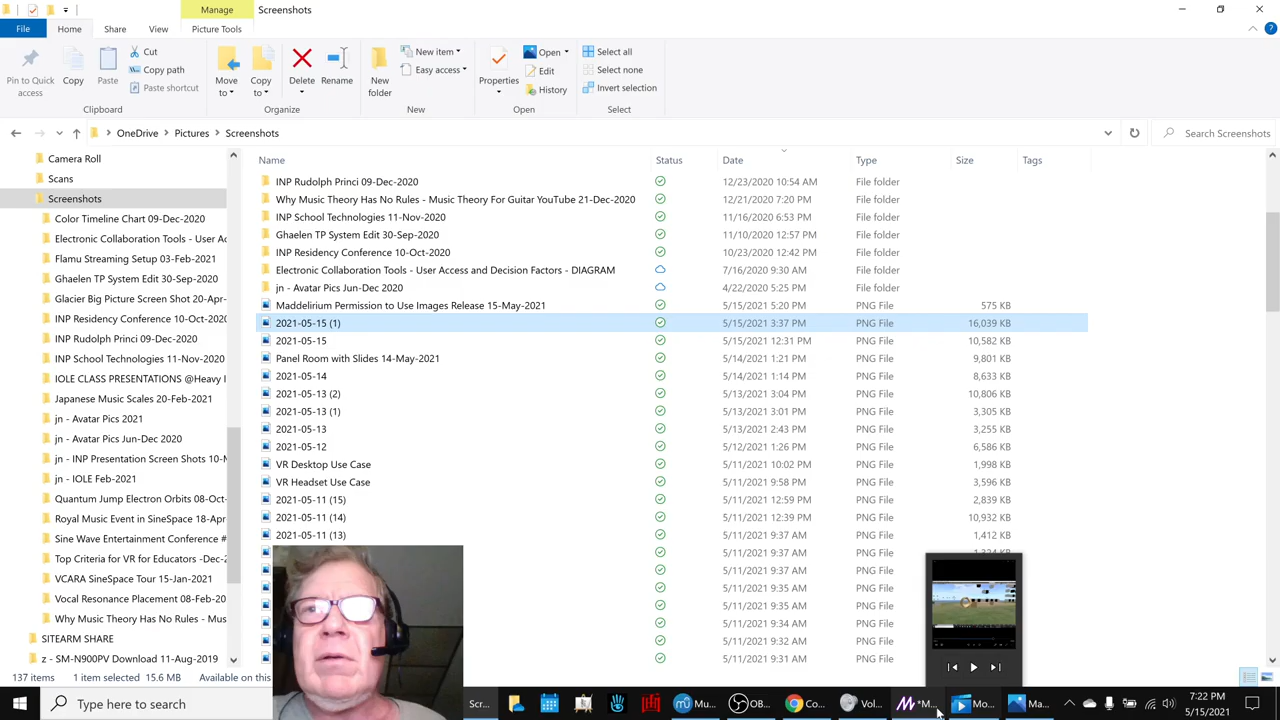 Manage
Screenshots
File
Home
Share
View
Picture Tools
Pin to Quick access
Copy
Paste
Cut
Copy path
Paste shortcut
Clipboard
Move to
Copy to
Delete
Rename
Organize
New folder
New item
Easy access
New
Properties
Open
Edit
History
Open
Select all
Select none
Invert selection
Select
OneDrive
Pictures
Screenshots
Search Screenshots
Camera Roll
Scans
Screenshots
Color Timeline Chart 09-Dec-2020
Electronic Collaboration Tools - User Ac
Flamu Streaming Setup 03-Feb-2021
Ghaelen TP System Edit 30-Sep-2020
Glacier Big Picture Screen Shot 20-Apr-
INP Residency Conference 10-Oct-2020
INP Rudolph Princi 09-Dec-2020
INP School Technologies 11-Nov-2020
IOLE CLASS PRESENTATIONS @Heavy I
Japanese Music Scales 20-Feb-2021
jn - Avatar Pics 2021
jn - Avatar Pics Jun-Dec 2020
jn - INP Presentation Screen Shots 10-M
jn - IOLE Feb-2021
Quantum Jump Electron Orbits 08-Oct-
Royal Music Event in SineSpace 18-Apr
Sine Wave Entertainment Conference #
Top Criteria for VR for Educators -Dec-2
VCARA SineSpace Tour 15-Jan-2021
Vocal Resonance Placement 08-Feb-20
Why Music Theory Has No Rules - Mus
SITEARM SHARE
z - SM-N900PV Download 11-Aug-2019
Name Status Date Type Size Tags
INP Rudolph Princi 09-Dec-2020 12/23/2020 10:54 AM File folder
Why Music Theory Has No Rules - Music Theory For Guitar YouTube 21-Dec-2020 12/21/2020 7:20 PM File folder
INP School Technologies 11-Nov-2020 11/16/2020 6:53 PM File folder
Ghaelen TP System Edit 30-Sep-2020 11/10/2020 12:57 PM File folder
INP Residency Conference 10-Oct-2020 10/23/2020 12:42 PM File folder
Electronic Collaboration Tools - User Access and Decision Factors - DIAGRAM 7/16/2020 9:30 AM File folder
jn - Avatar Pics Jun-Dec 2020 4/22/2020 5:25 PM File folder
Maddelirium Permission to Use Images Release 15-May-2021 5/15/2021 5:20 PM PNG File 575 KB
2021-05-15 (1) 5/15/2021 3:37 PM PNG File 16,039 KB
2021-05-15 5/15/2021 12:31 PM PNG File 10,582 KB
Panel Room with Slides 14-May-2021 5/14/2021 1:21 PM PNG File 9,801 KB
2021-05-14 5/14/2021 1:14 PM PNG File 8,633 KB
2021-05-13 (2) 5/13/2021 3:04 PM PNG File 10,806 KB
2021-05-13 (1) 5/13/2021 3:01 PM PNG File 3,305 KB
2021-05-13 5/13/2021 2:43 PM PNG File 3,255 KB
2021-05-12 5/12/2021 1:26 PM PNG File 6,586 KB
VR Desktop Use Case 5/11/2021 10:02 PM PNG File 1,998 KB
VR Headset Use Case 5/11/2021 9:58 PM PNG File 3,596 KB
2021-05-11 (15) 5/11/2021 12:59 PM PNG File 2,839 KB
2021-05-11 (14) 5/11/2021 12:39 PM PNG File 10,932 KB
2021-05-11 (13) 5/11/2021 9:37 AM PNG File 1,412 KB
5/11/2021 9:37 AM PNG File
5/11/2021 9:37 AM PNG File
5/11/2021 9:35 AM PNG File
5/11/2021 9:35 AM PNG File
5/11/2021 9:34 AM PNG File
5/11/2021 9:32 AM PNG File
5/11/2021 9:31 AM PNG File
137 items 1 item selected 15.6 MB Available on this
Type here to search
Scr...
Mu...
OB...
Co...
Vol...
*M...
Mo...
Ma...
7:22 PM
5/15/2021